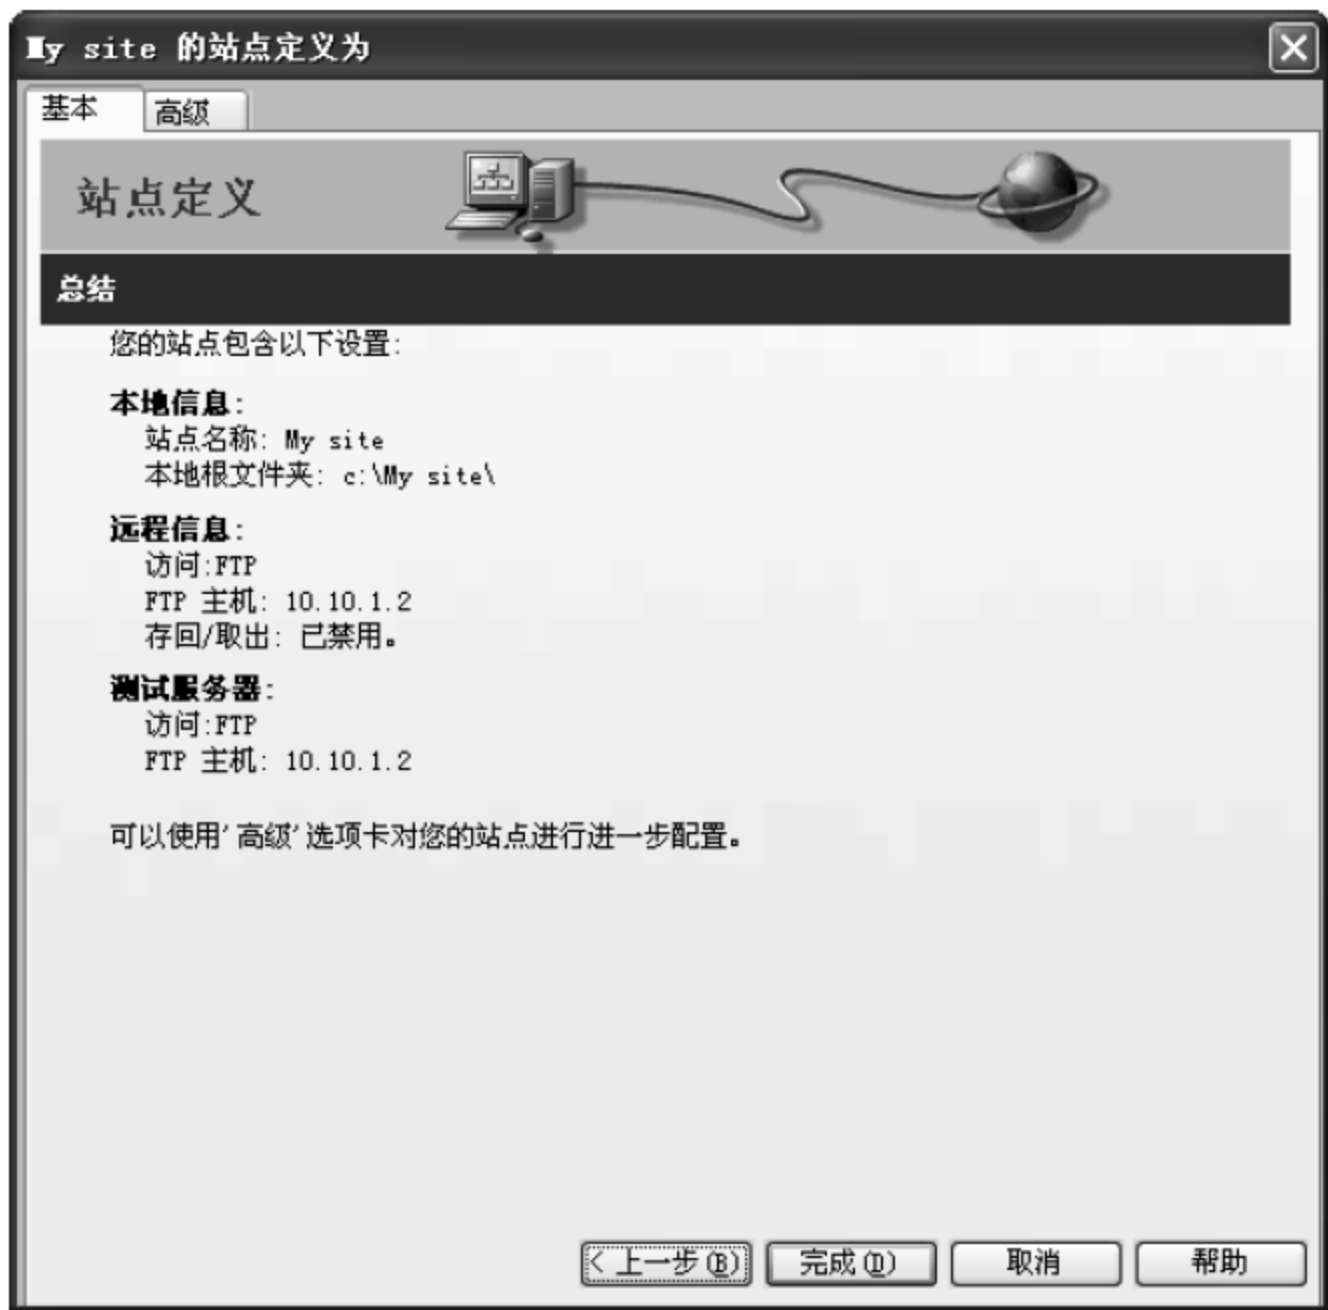 My site 的站点定义为
基本
高级
站点定义
总结
您的站点包含以下设置:
本地信息:
站点名称: My site
本地根文件夹: c:\My site\
远程信息:
访问:FTP
FTP 主机: 10.10.1.2
存回/取出: 已禁用。
测试服务器:
访问:FTP
FTP 主机: 10.10.1.2
可以使用'高级'选项卡对您的站点进行进一步配置。
< 上一步(B)
完成(D)
取消
帮助